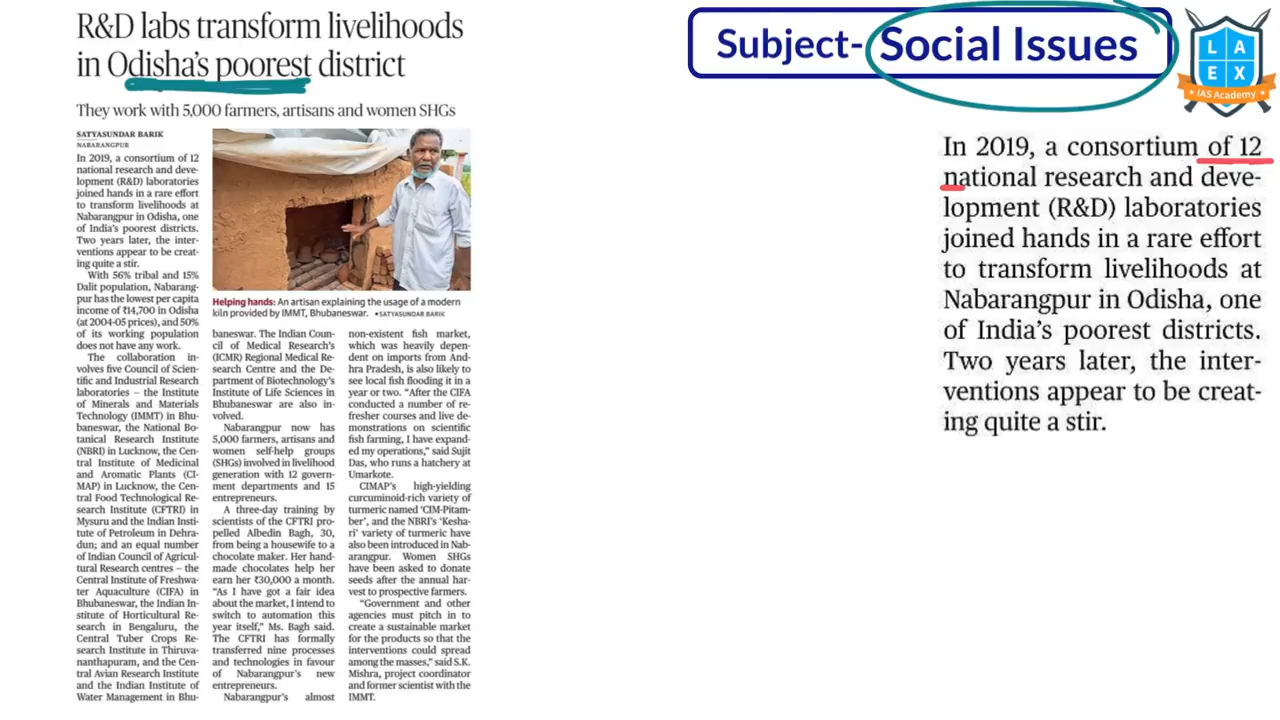 R&D labs transform livelihoods
in Odisha's poorest district
They work with 5,000 farmers, artisans and women SHGs
SATYASUNDAR BARIK
NABARANGPUR
In 2019, a consortium of 12
national research and deve-
lopment (R&D) laboratories
joined hands in a rare effort
to transform livelihoods at
Nabarangpur in Odisha, one
of India's poorest districts.
Two years later, the inter-
ventions appear to be creat-
ing quite a stir.
With 56% tribal and 15%
Dalit population, Nabarang-
pur has the lowest per capita
income of ₹14,700 in Odisha
(at 2004-05 prices), and 50%
of its working population
does not have any work.
The collaboration in-
volves five Council of Scien-
tific and Industrial Research
laboratories – the Institute
of Minerals and Materials
Technology (IMMT) in Bhu-
baneswar, the National Bo-
tanical Research Institute
(NBRI) in Lucknow, the Cen-
tral Institute of Medicinal
and Aromatic Plants (CI-
MAP) in Lucknow, the Cen-
tral Food Technological Re-
search Institute (CFTRI) in
Mysuru and the Indian Insti-
tute of Petroleum in Dehra-
dun; and an equal number
of Indian Council of Agricul-
tural Research centres – the
Central Institute of Freshwa-
ter Aquaculture (CIFA) in
Bhubaneswar, the Indian In-
stitute of Horticultural Re-
search in Bengaluru, the
Central Tuber Crops Re-
search Institute in Thiruva-
nanthapuram, and the Cen-
tral Avian Research Institute
and the Indian Institute of
Water Management in Bhu-
Helping hands: An artisan explaining the usage of a modern
kiln provided by IMMT, Bhubaneswar. •SATYASUNDAR BARIK
baneswar. The Indian Coun-
cil of Medical Research's
(ICMR) Regional Medical Re-
search Centre and the De-
partment of Biotechnology's
Institute of Life Sciences in
Bhubaneswar are also in-
volved.
Nabarangpur now has
5,000 farmers, artisans and
women self-help groups
(SHGs) involved in livelihood
generation with 12 govern-
ment departments and 15
entrepreneurs.
A three-day training by
scientists of the CFTRI pro-
pelled Albedin Bagh, 30,
from being a housewife to a
chocolate maker. Her hand-
made chocolates help her
earn her ₹30,000 a month.
"As I have got a fair idea
about the market, I intend to
switch to automation this
year itself," Ms. Bagh said.
The CFTRI has formally
transferred nine processes
and technologies in favour
of Nabarangpur's new
entrepreneurs.
Nabarangpur's almost
non-existent fish market,
which was heavily depen-
dent on imports from And-
hra Pradesh, is also likely to
see local fish flooding it in a
year or two. "After the CIFA
conducted a number of re-
fresher courses and live de-
monstrations on scientific
fish farming, I have expand-
ed my operations," said Sujit
Das, who runs a hatchery at
Umarkote.
CIMAP's high-yielding
curcuminoid-rich variety of
turmeric named 'CIM-Pitam-
ber', and the NBRI's 'Kesha-
ri' variety of turmeric have
also been introduced in Nab-
arangpur. Women SHGs
have been asked to donate
seeds after the annual har-
vest to prospective farmers.
"Government and other
agencies must pitch in to
create a sustainable market
for the products so that the
interventions could spread
among the masses," said S.K.
Mishra, project coordinator
and former scientist with the
IMMT.
Subject- Social Issues
L A
E X
IAS Academy
In 2019, a consortium of 12
national research and deve-
lopment (R&D) laboratories
joined hands in a rare effort
to transform livelihoods at
Nabarangpur in Odisha, one
of India's poorest districts.
Two years later, the inter-
ventions appear to be creat-
ing quite a stir.